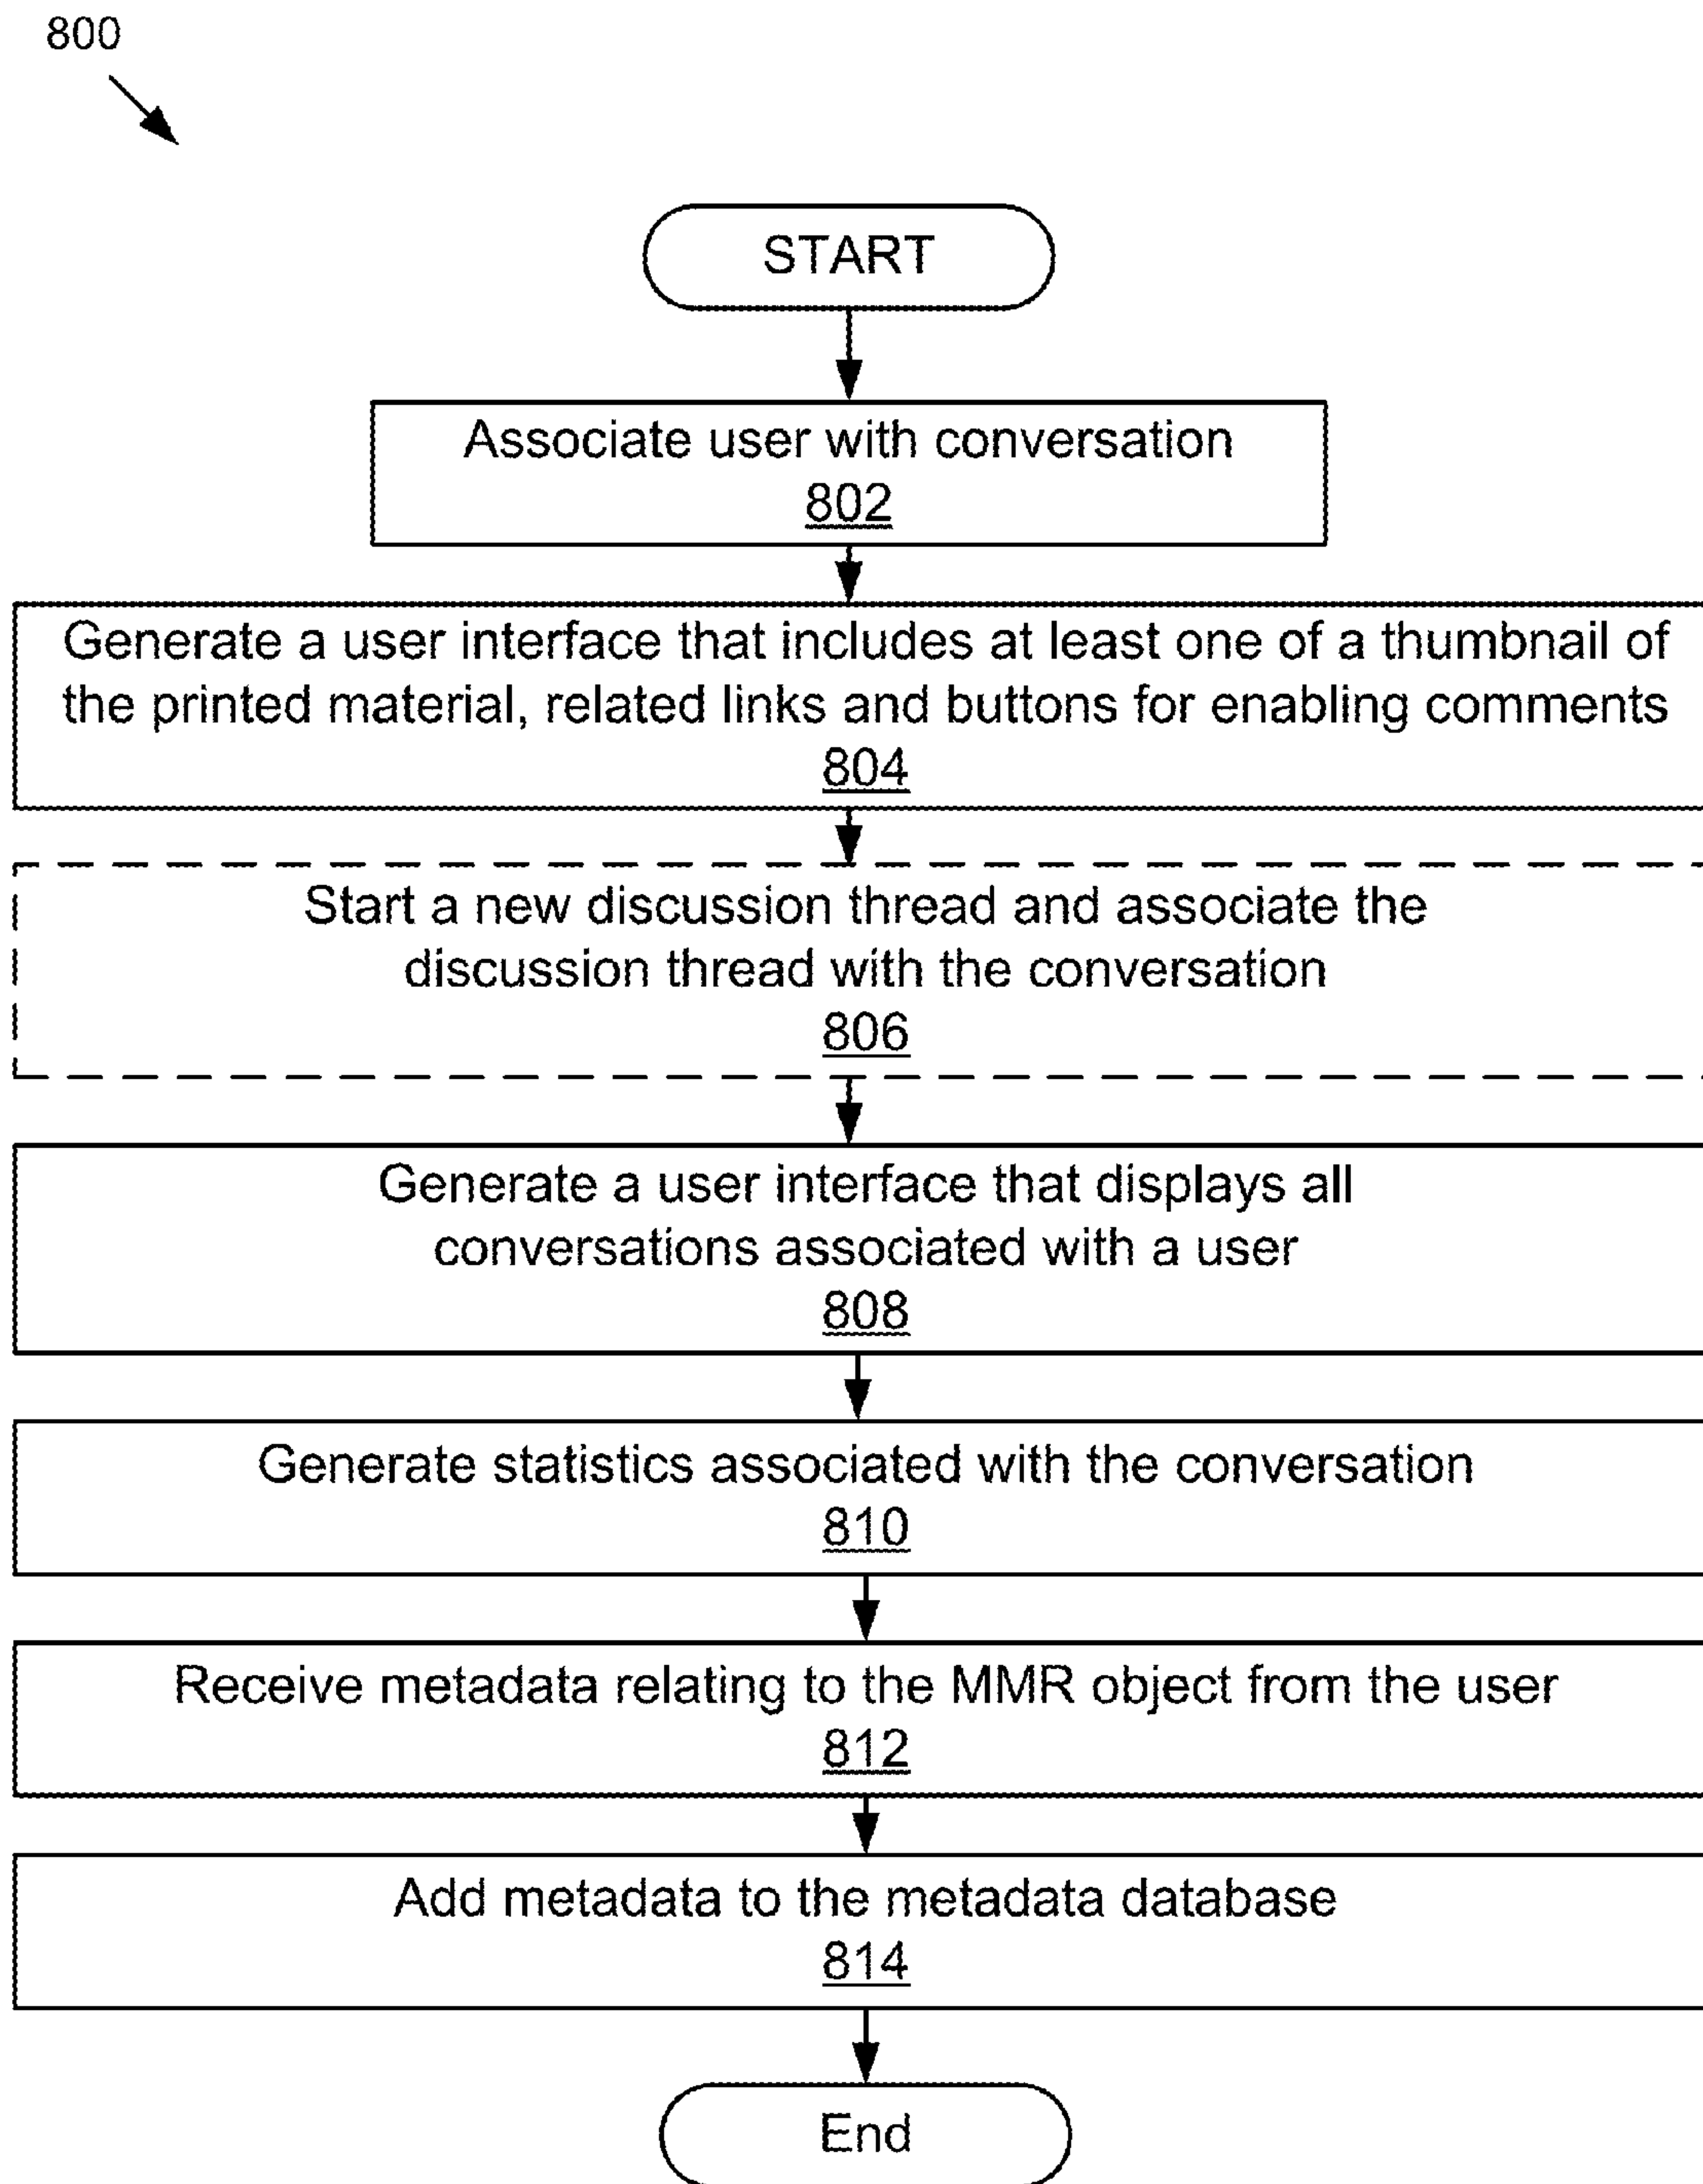 800
START
Associate user with conversation
802
Generate a user interface that includes at least one of a thumbnail of
the printed material, related links and buttons for enabling comments
804
Start a new discussion thread and associate the
discussion thread with the conversation
806
Generate a user interface that displays all
conversations associated with a user
808
Generate statistics associated with the conversation
810
Receive metadata relating to the MMR object from the user
812
Add metadata to the metadata database
814
End